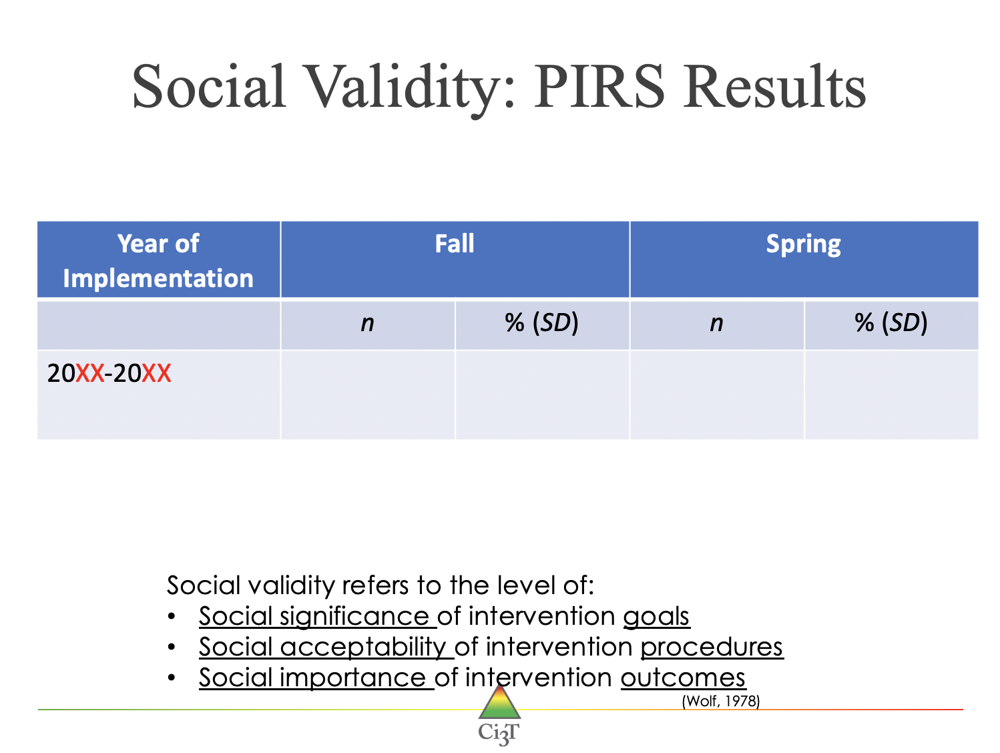 Social Validity: PIRS Results
Year of
Implementation
Fall
Spring
n
% (SD)
n
% (SD)
20XX-20XX
Social validity refers to the level of:
• Social significance of intervention goals
• Social acceptability of intervention procedures
• Social importance of intervention outcomes
(Wolf, 1978)
Ci3T